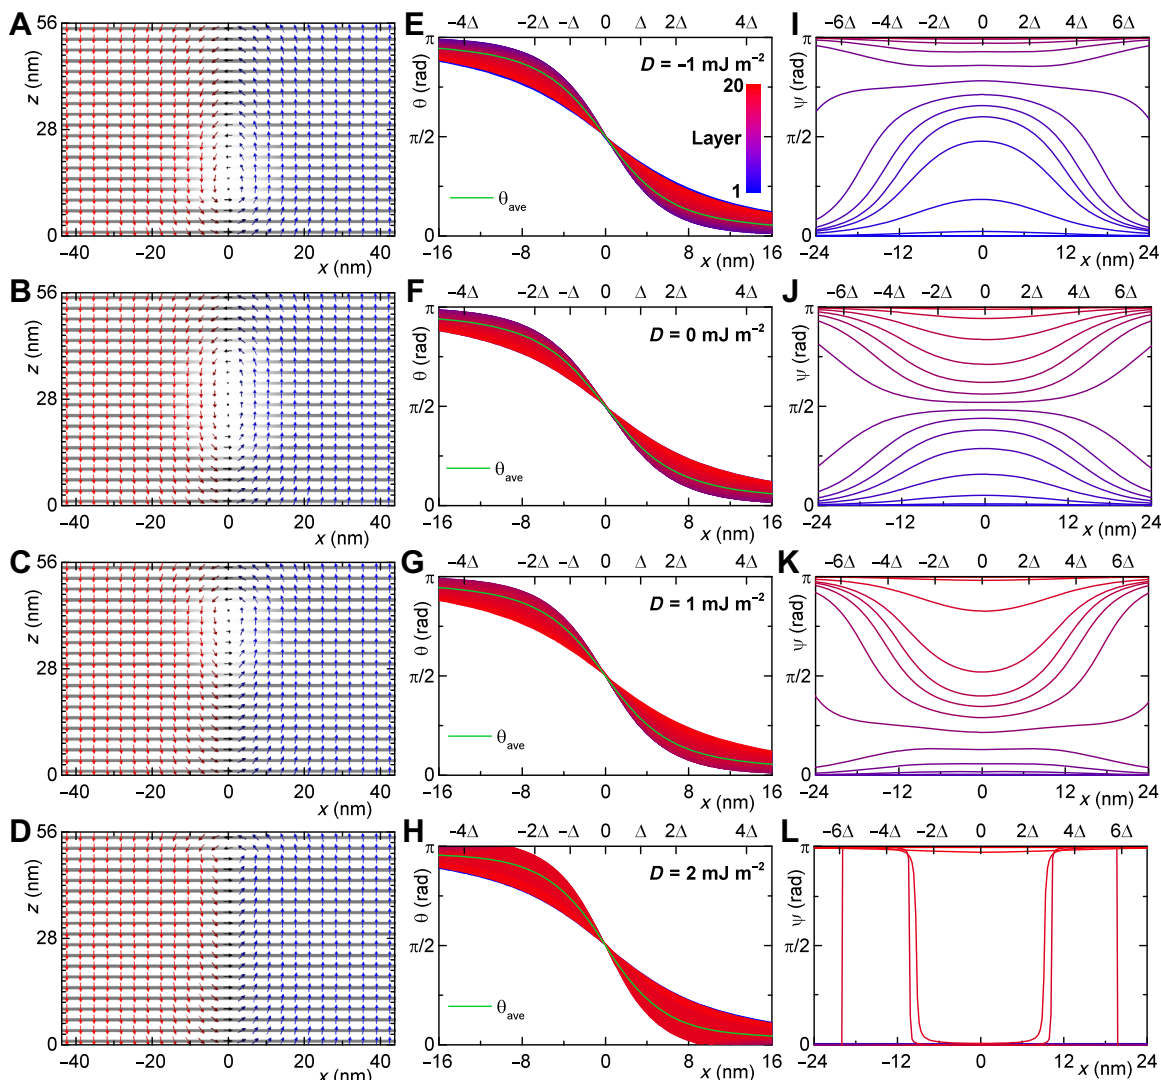 A
56
28
0
z (nm)
−40
−20
0
20
40
x (nm)
E
−4Δ
−2Δ
−Δ
0
Δ
2Δ
4Δ
π
π/2
0
θ (rad)
D = −1 mJ m⁻²
20
Layer
1
θave
−16
−8
0
8
16
x (nm)
I
−6Δ
−4Δ
−2Δ
0
2Δ
4Δ
6Δ
π
π/2
0
ψ (rad)
−24
−12
0
12
24
x (nm)
B
56
28
0
z (nm)
−40
−20
0
20
40
x (nm)
F
−4Δ
−2Δ
−Δ
0
Δ
2Δ
4Δ
π
π/2
0
θ (rad)
D = 0 mJ m⁻²
θave
−16
−8
0
8
16
x (nm)
J
−6Δ
−4Δ
−2Δ
0
2Δ
4Δ
6Δ
π
π/2
0
ψ (rad)
−24
−12
0
12
24
x (nm)
C
56
28
0
z (nm)
−40
−20
0
20
40
x (nm)
G
−4Δ
−2Δ
−Δ
0
Δ
2Δ
4Δ
π
π/2
0
θ (rad)
D = 1 mJ m⁻²
θave
−16
−8
0
8
16
x (nm)
K
−6Δ
−4Δ
−2Δ
0
2Δ
4Δ
6Δ
π
π/2
0
ψ (rad)
−24
−12
0
12
24
x (nm)
D
56
28
0
z (nm)
−40
−20
0
20
40
x (nm)
H
−4Δ
−2Δ
−Δ
0
Δ
2Δ
4Δ
π
π/2
0
θ (rad)
D = 2 mJ m⁻²
θave
−16
−8
0
8
16
x (nm)
L
−6Δ
−4Δ
−2Δ
0
2Δ
4Δ
6Δ
π
π/2
0
ψ (rad)
−24
−12
0
12
24
x (nm)